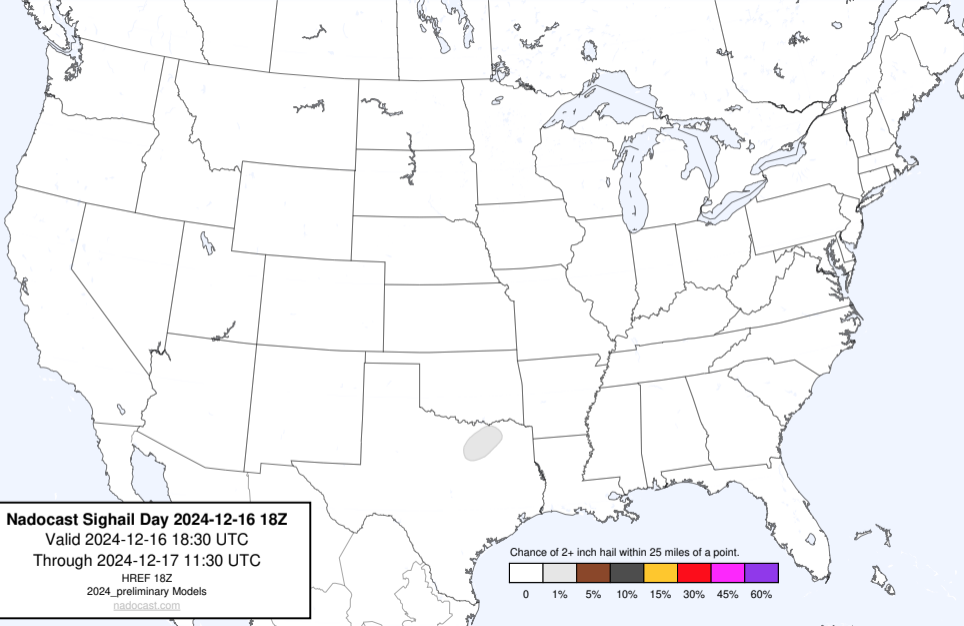 Nadocast Sighail Day 2024-12-16 18Z
Valid 2024-12-16 18:30 UTC
Through 2024-12-17 11:30 UTC
HREF 18Z
2024_preliminary Models
nadocast.com
Chance of 2+ inch hail within 25 miles of a point.
0 1% 5% 10% 15% 30% 45% 60%